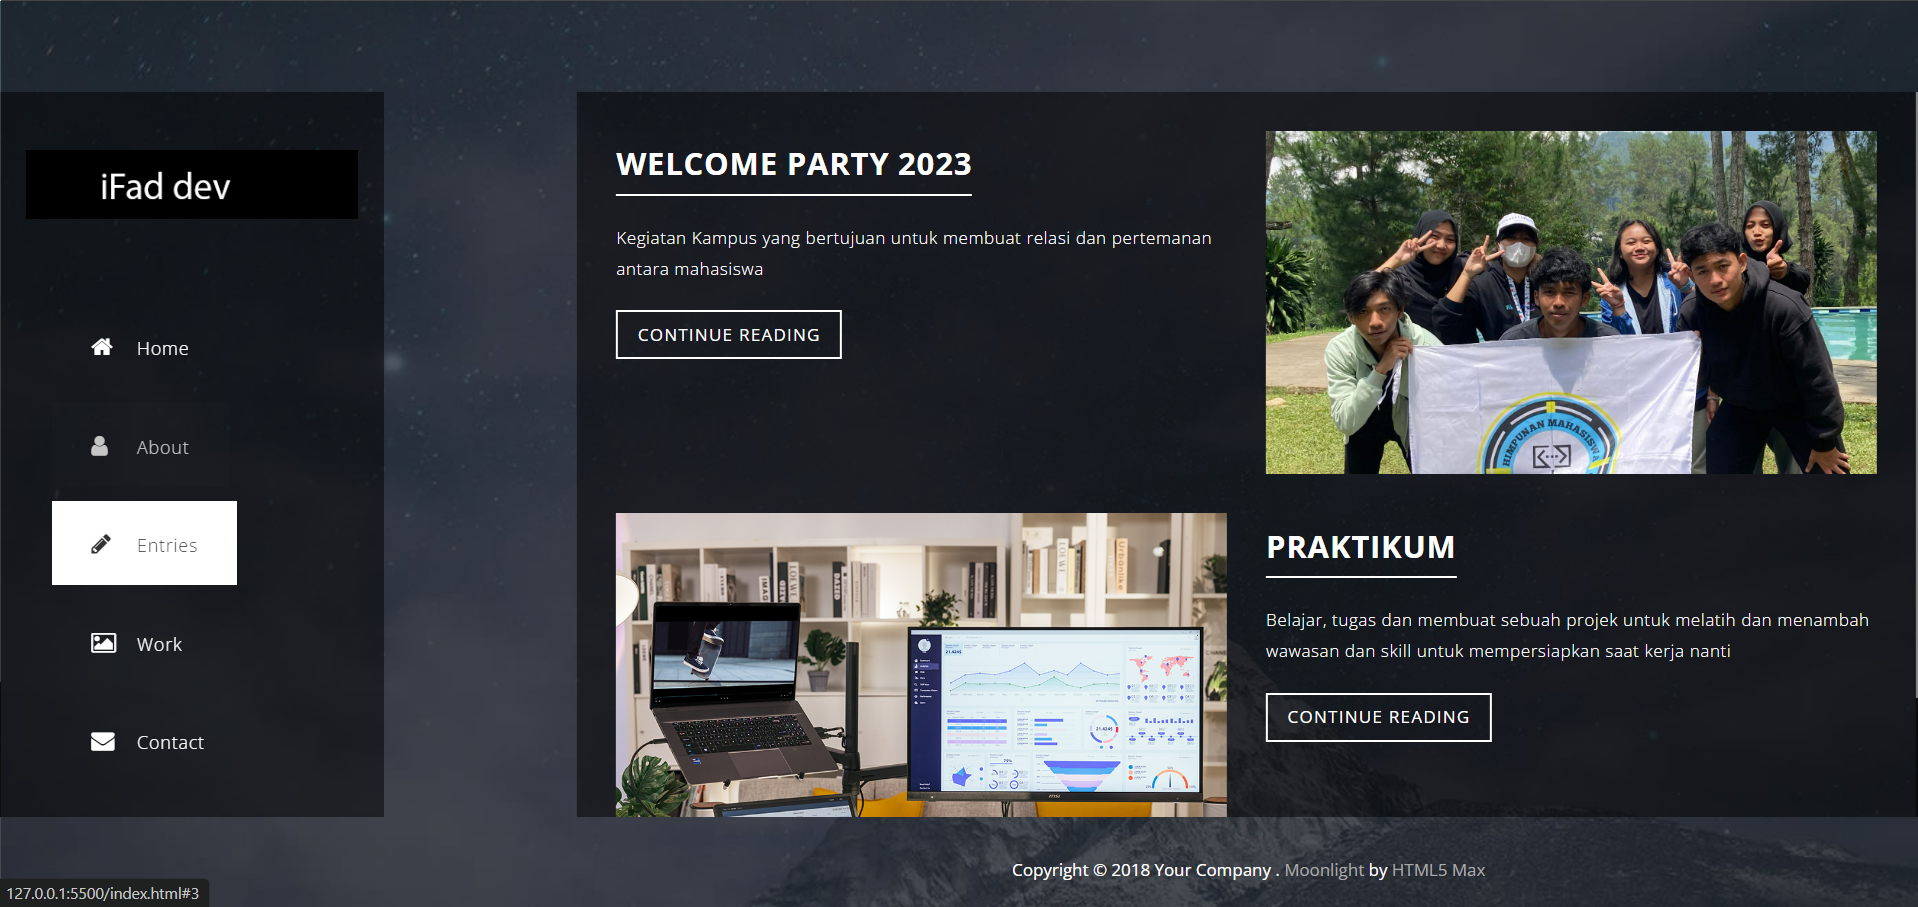 iFad dev
Home
About
Entries
Work
Contact
WELCOME PARTY 2023
Kegiatan Kampus yang bertujuan untuk membuat relasi dan pertemanan
antara mahasiswa
CONTINUE READING
HIMPUNAN MAHASISWA
PRAKTIKUM
Belajar, tugas dan membuat sebuah projek untuk melatih dan menambah
wawasan dan skill untuk mempersiapkan saat kerja nanti
CONTINUE READING
Copyright © 2018 Your Company . Moonlight by HTML5 Max
127.0.0.1:5500/index.html#3